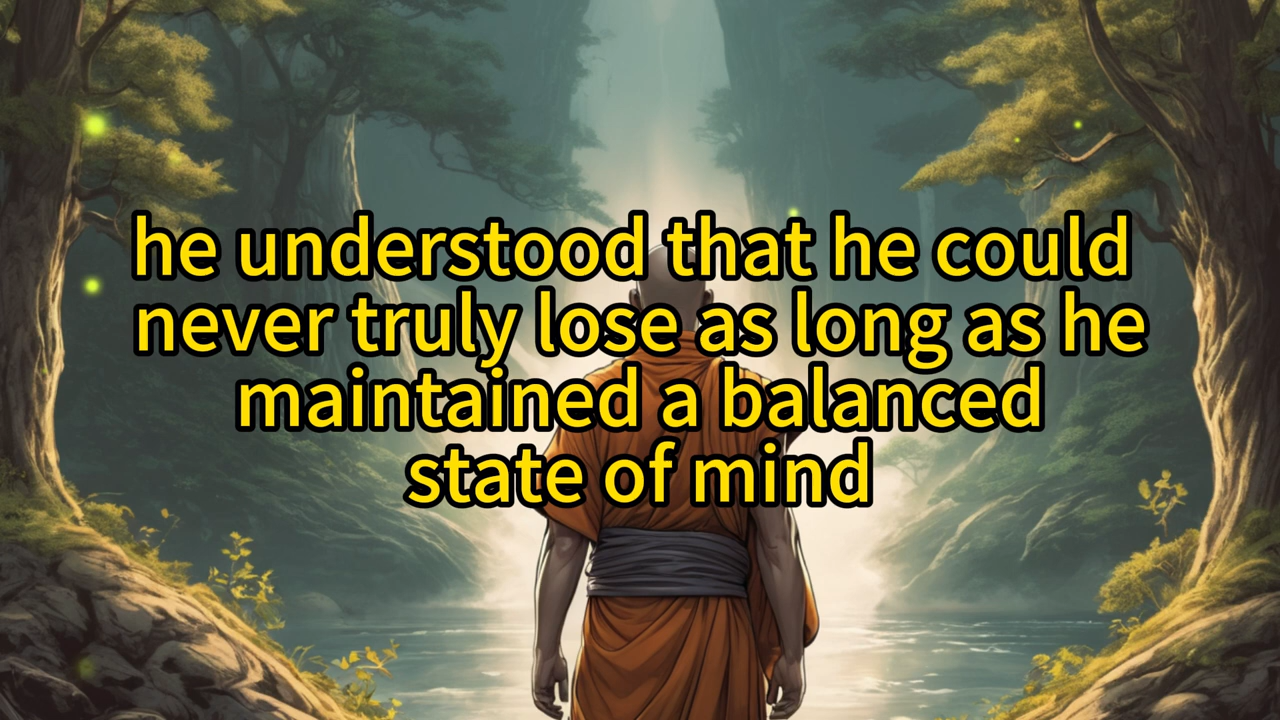 he understood that he could
never truly lose as long as he
maintained a balanced
state of mind